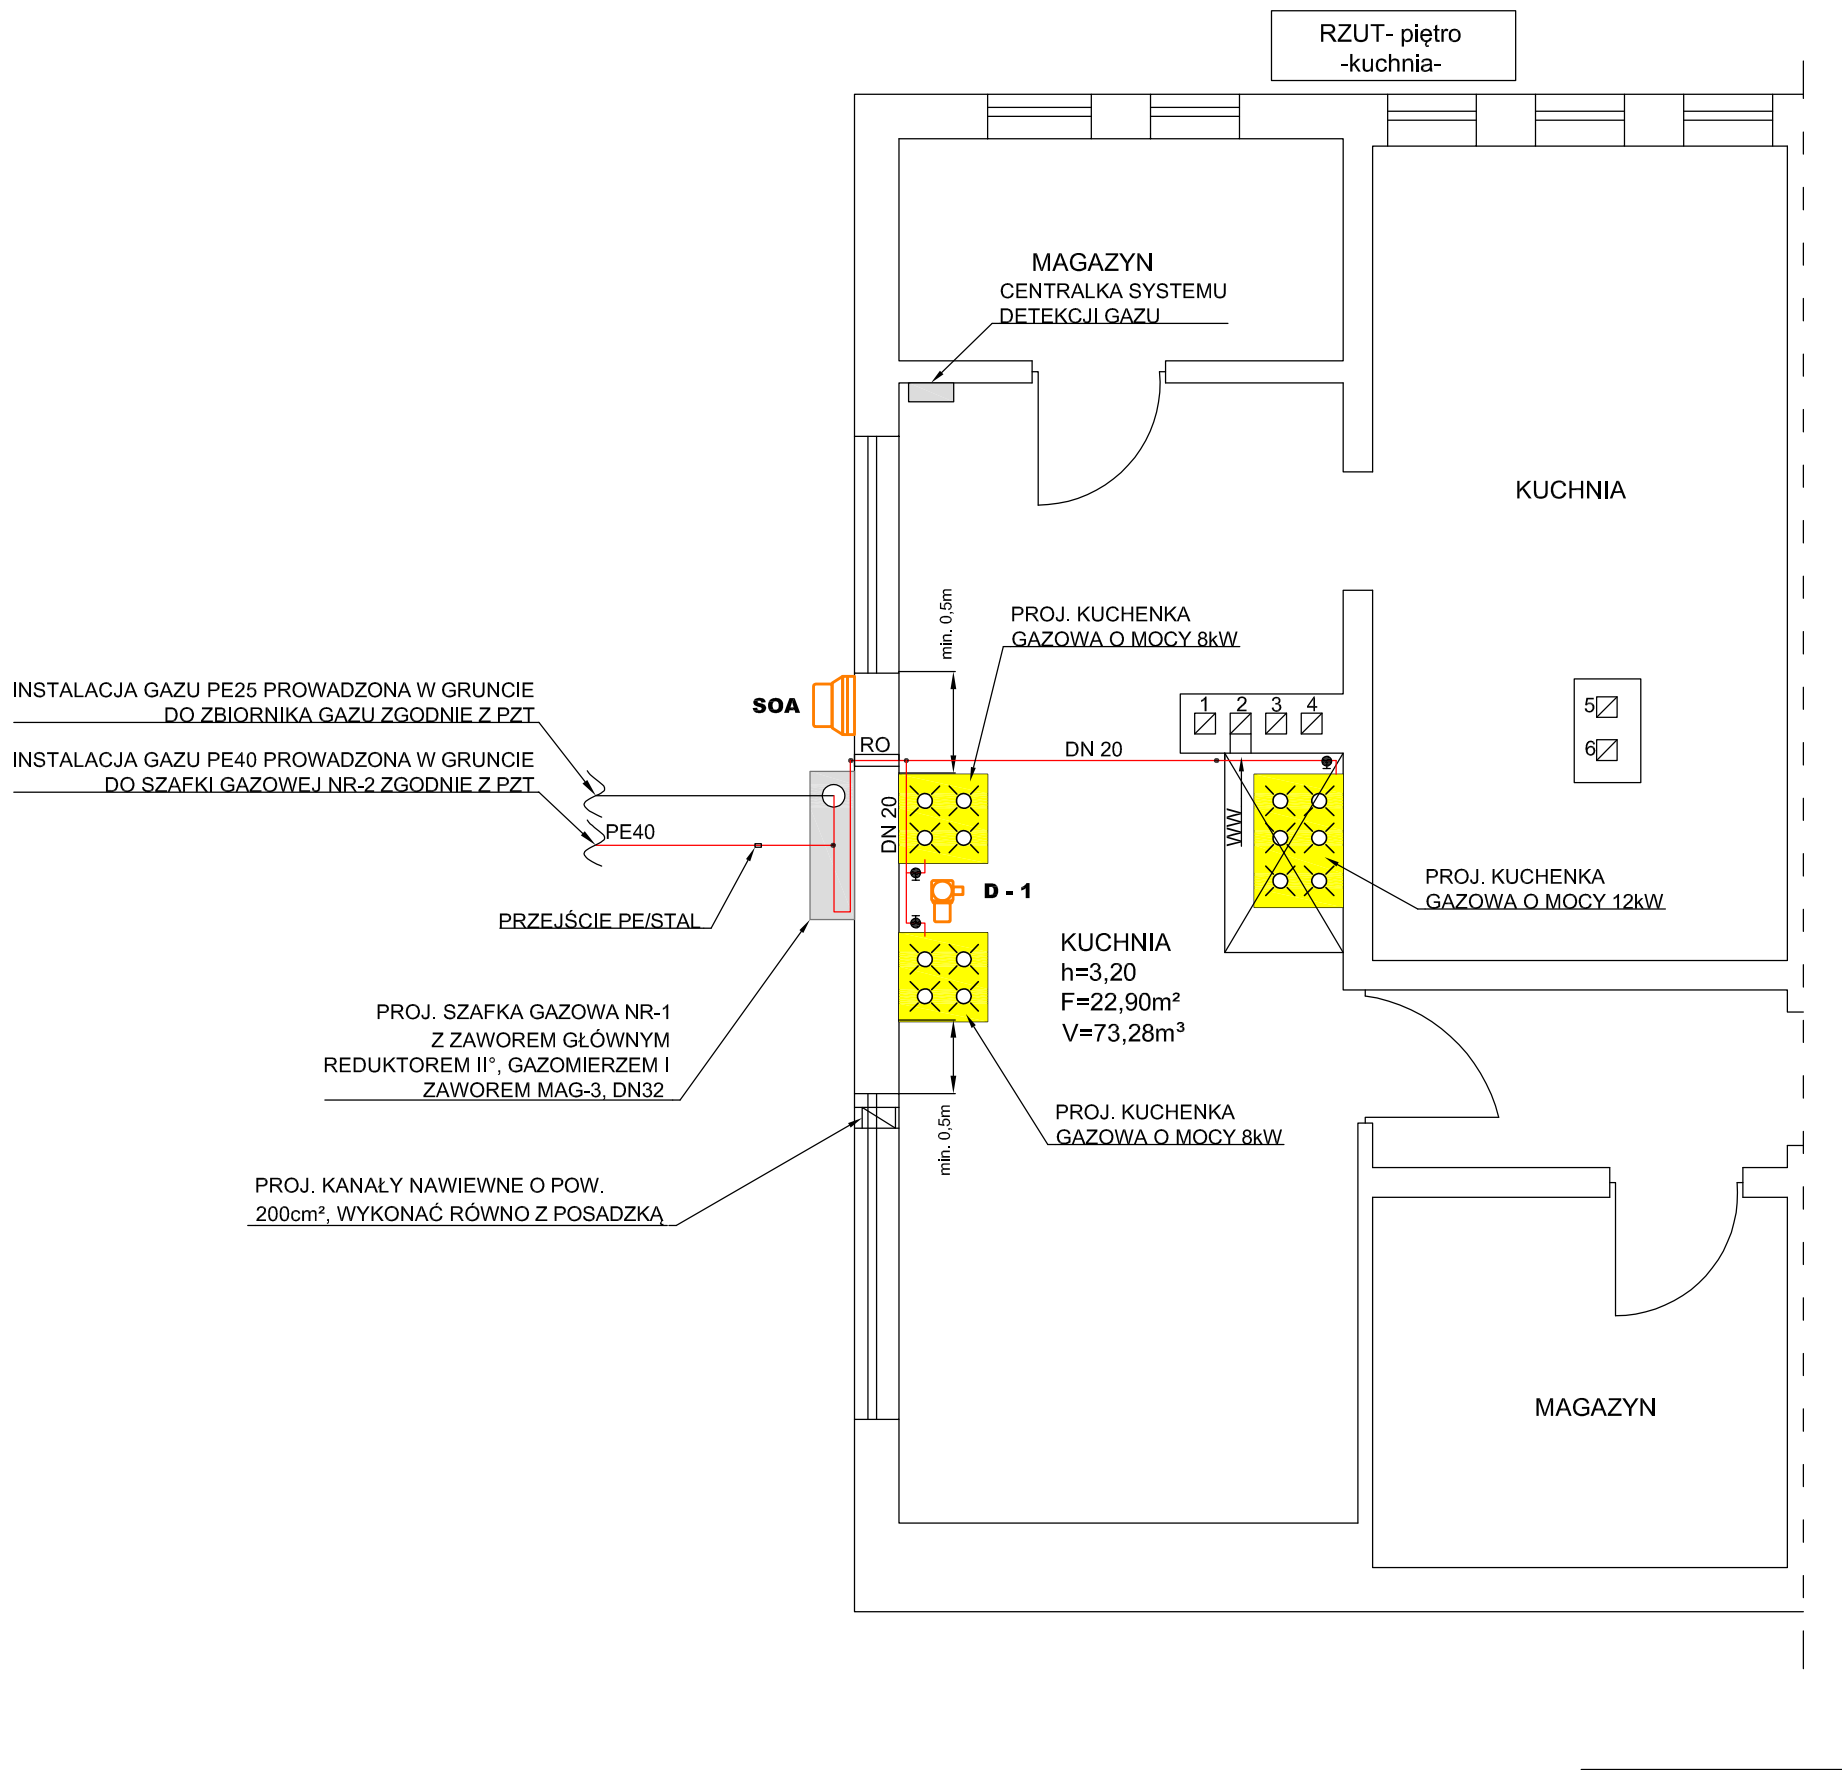 RZUT- piętro
-kuchnia-
MAGAZYN
CENTRALKA SYSTEMU
DETEKCJI GAZU
KUCHNIA
min. 0,5m
PROJ. KUCHENKA
GAZOWA O MOCY 8kW
INSTALACJA GAZU PE25 PROWADZONA W GRUNCIE
DO ZBIORNIKA GAZU ZGODNIE Z PZT
SOA
1 2 3 4
5
6
RO
DN 20
INSTALACJA GAZU PE40 PROWADZONA W GRUNCIE
DO SZAFKI GAZOWEJ NR-2 ZGODNIE Z PZT
PE40
DN 20
WW
D - 1
PROJ. KUCHENKA
GAZOWA O MOCY 12kW
PRZEJŚCIE PE/STAL
KUCHNIA
h=3,20
F=22,90m²
V=73,28m³
PROJ. SZAFKA GAZOWA NR-1
Z ZAWOREM GŁÓWNYM
REDUKTOREM II°, GAZOMIERZEM I
ZAWOREM MAG-3, DN32
min. 0,5m
PROJ. KUCHENKA
GAZOWA O MOCY 8kW
PROJ. KANAŁY NAWIEWNE O POW.
200cm², WYKONAĆ RÓWNO Z POSADZKĄ
MAGAZYN